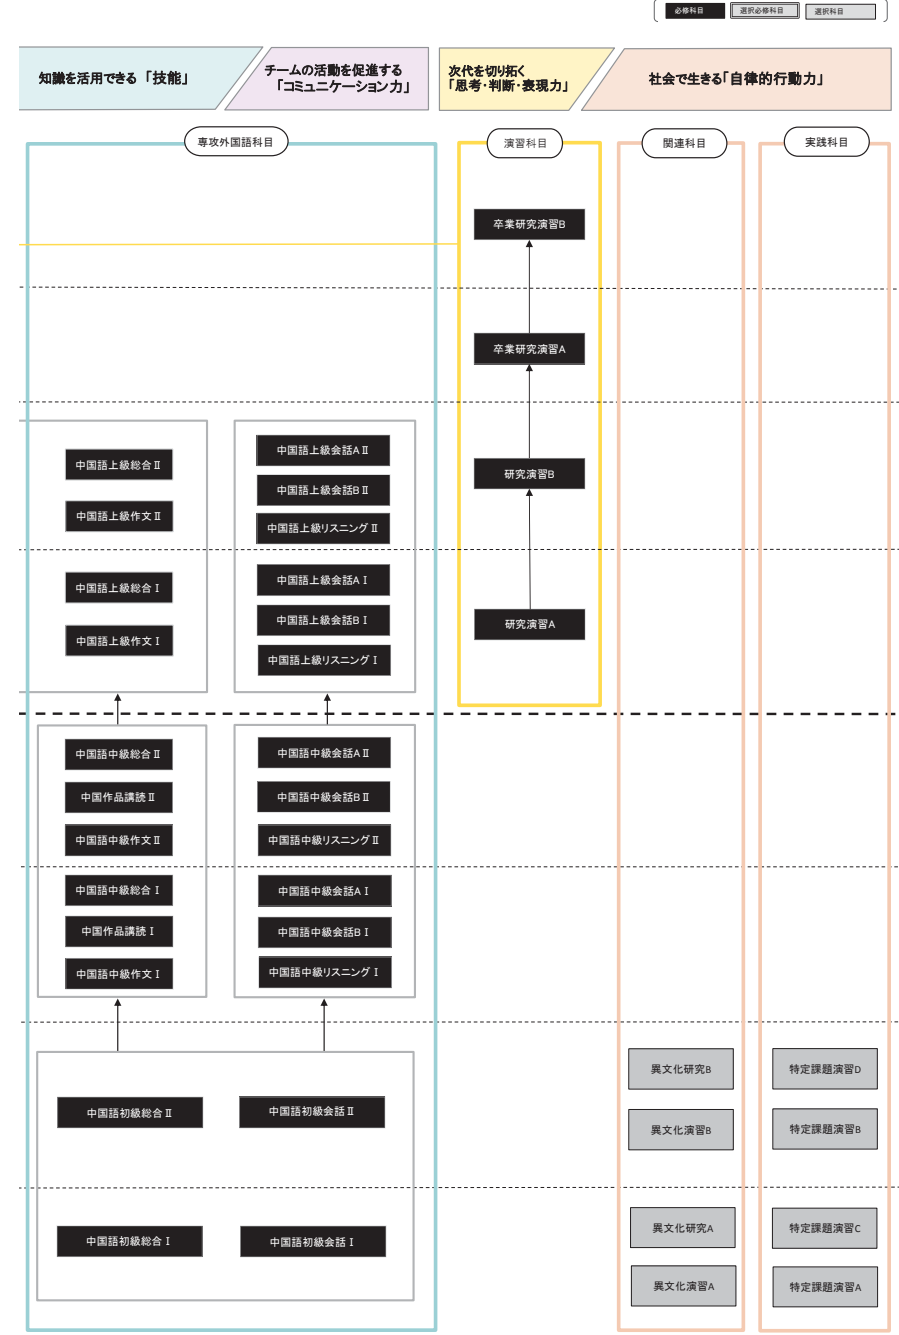 必修科目
選択必修科目
選択科目
知識を活用できる「技能」
チームの活動を促進する
「コミュニケーション力」
次代を切り拓く
「思考・判断・表現力」
社会で生きる「自律的行動力」
専攻外国語科目
演習科目
関連科目
実践科目
卒業研究演習B
卒業研究演習A
研究演習B
研究演習A
中国語上級総合Ⅱ
中国語上級作文Ⅱ
中国語上級総合Ⅰ
中国語上級作文Ⅰ
中国語上級会話AⅡ
中国語上級会話BⅡ
中国語上級リスニングⅡ
中国語上級会話AⅠ
中国語上級会話BⅠ
中国語上級リスニングⅠ
中国語中級総合Ⅱ
中国作品講読Ⅱ
中国語中級作文Ⅱ
中国語中級総合Ⅰ
中国作品講読Ⅰ
中国語中級作文Ⅰ
中国語中級会話AⅡ
中国語中級会話BⅡ
中国語中級リスニングⅡ
中国語中級会話AⅠ
中国語中級会話BⅠ
中国語中級リスニングⅠ
中国語初級総合Ⅱ
中国語初級会話Ⅱ
中国語初級総合Ⅰ
中国語初級会話Ⅰ
異文化研究B
異文化演習B
異文化研究A
異文化演習A
特定課題演習D
特定課題演習B
特定課題演習C
特定課題演習A